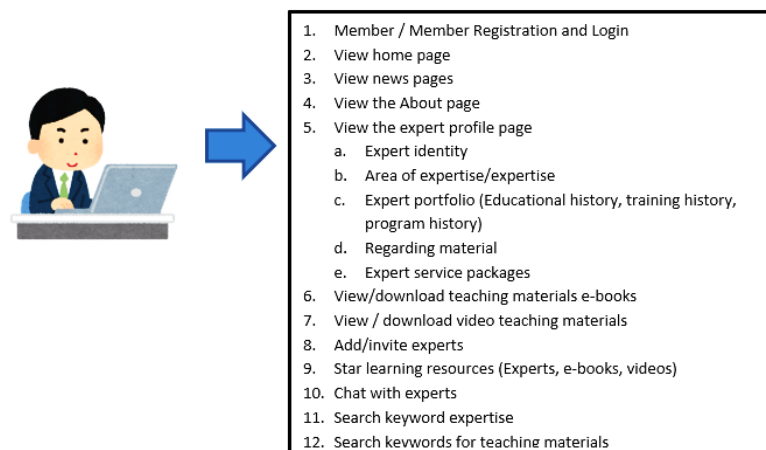 1. Member / Member Registration and Login
2. View home page
3. View news pages
4. View the About page
5. View the expert profile page
a. Expert identity
b. Area of expertise/expertise
c. Expert portfolio (Educational history, training history,
program history)
d. Regarding material
e. Expert service packages
6. View/download teaching materials e-books
7. View / download video teaching materials
8. Add/invite experts
9. Star learning resources (Experts, e-books, videos)
10. Chat with experts
11. Search keyword expertise
12. Search keywords for teaching materials